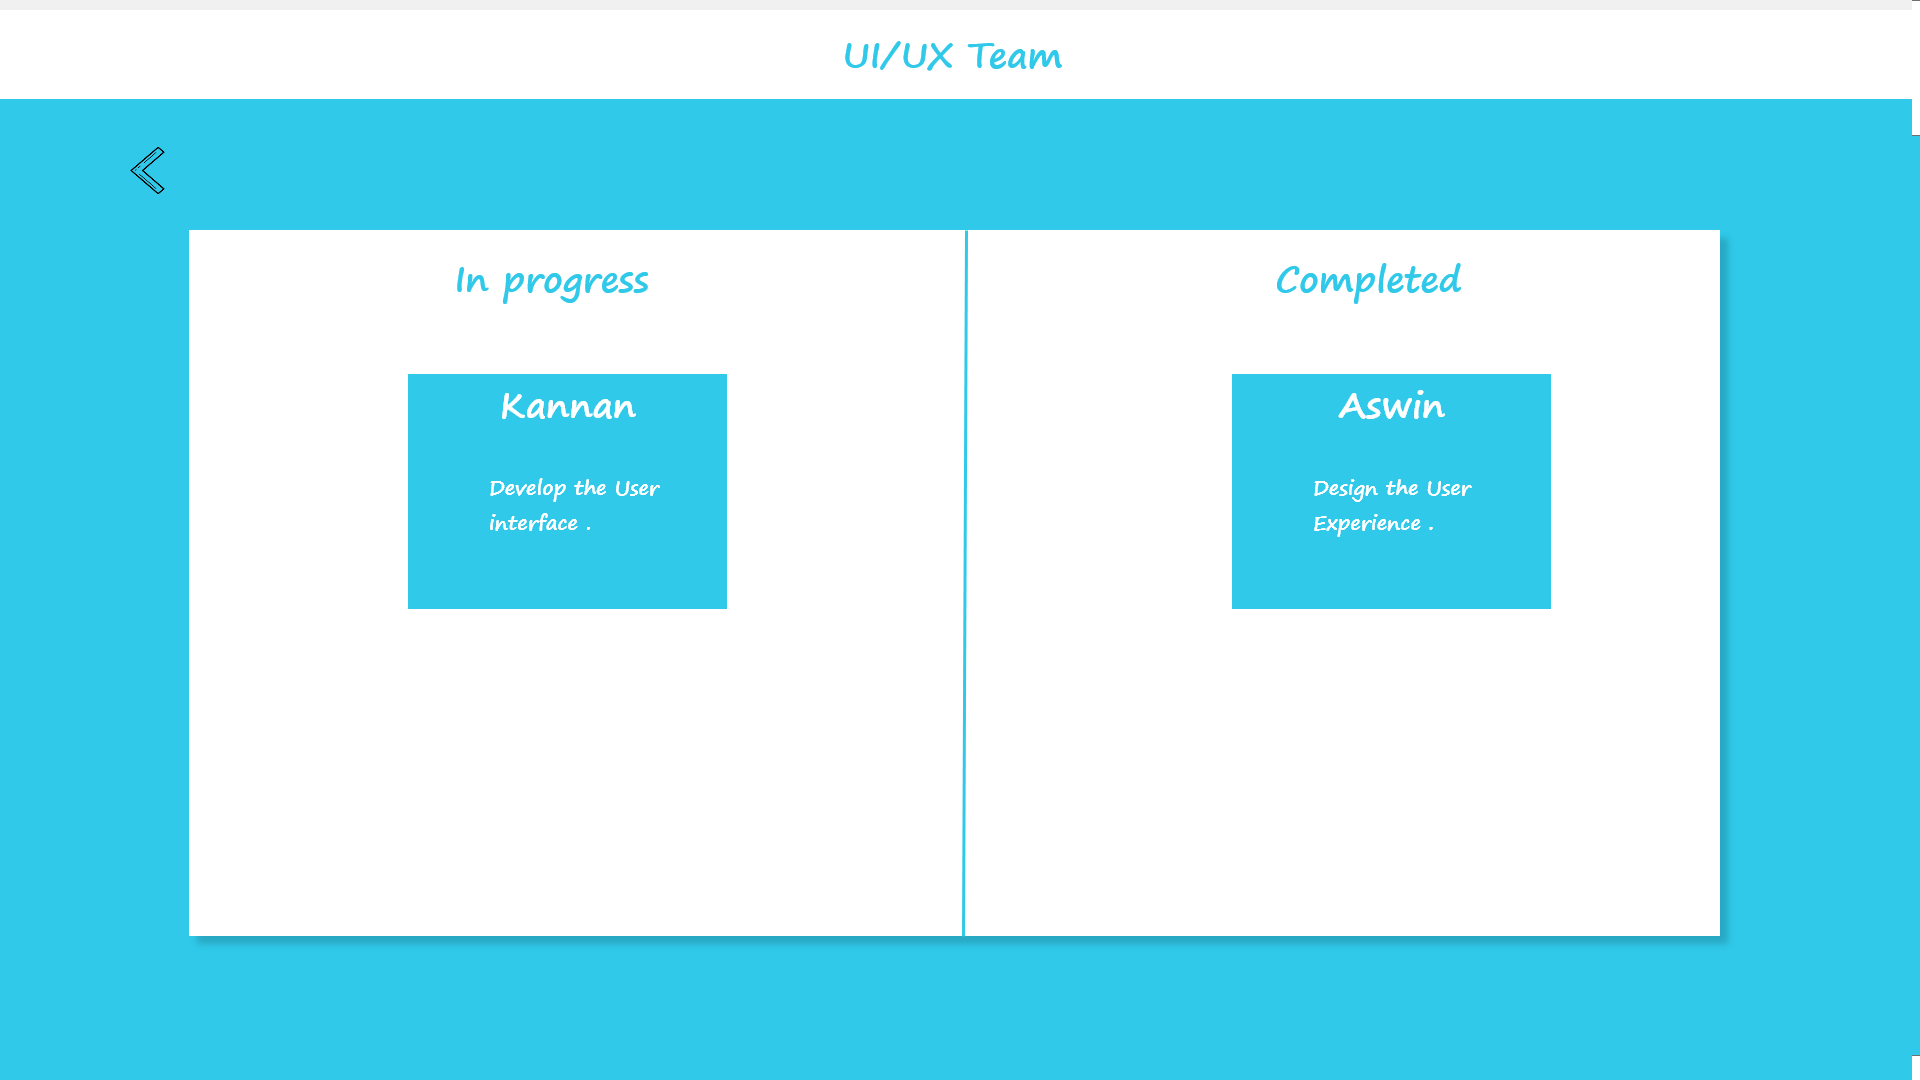 UI/UX Team
In progress
Kannan
Develop the User
interface .
Completed
Aswin
Design the User
Experience .